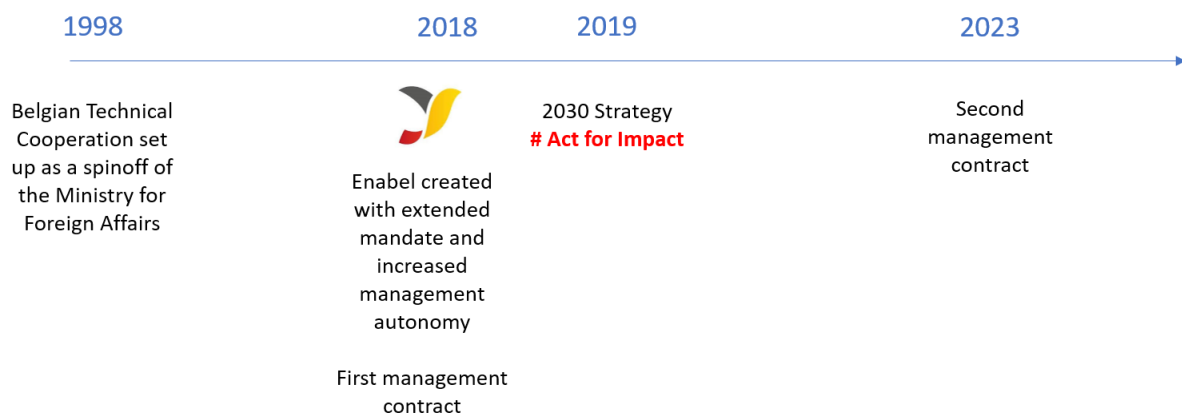 1998
2018
2019
2023
Belgian Technical
Cooperation set
up as a spinoff of
the Ministry for
Foreign Affairs
Enabel created
with extended
mandate and
increased
management
autonomy
First management
contract
2030 Strategy
# Act for Impact
Second
management
contract